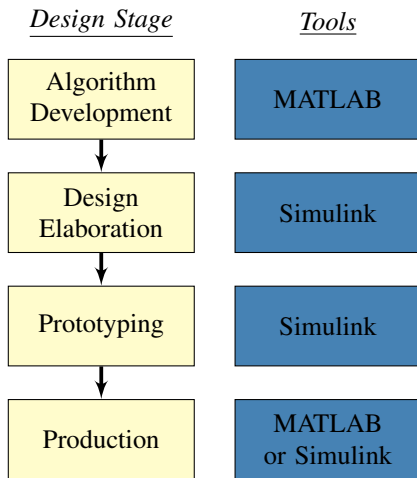 Design Stage
Tools
Algorithm
Development
MATLAB
Design
Elaboration
Simulink
Prototyping
Simulink
Production
MATLAB
or Simulink